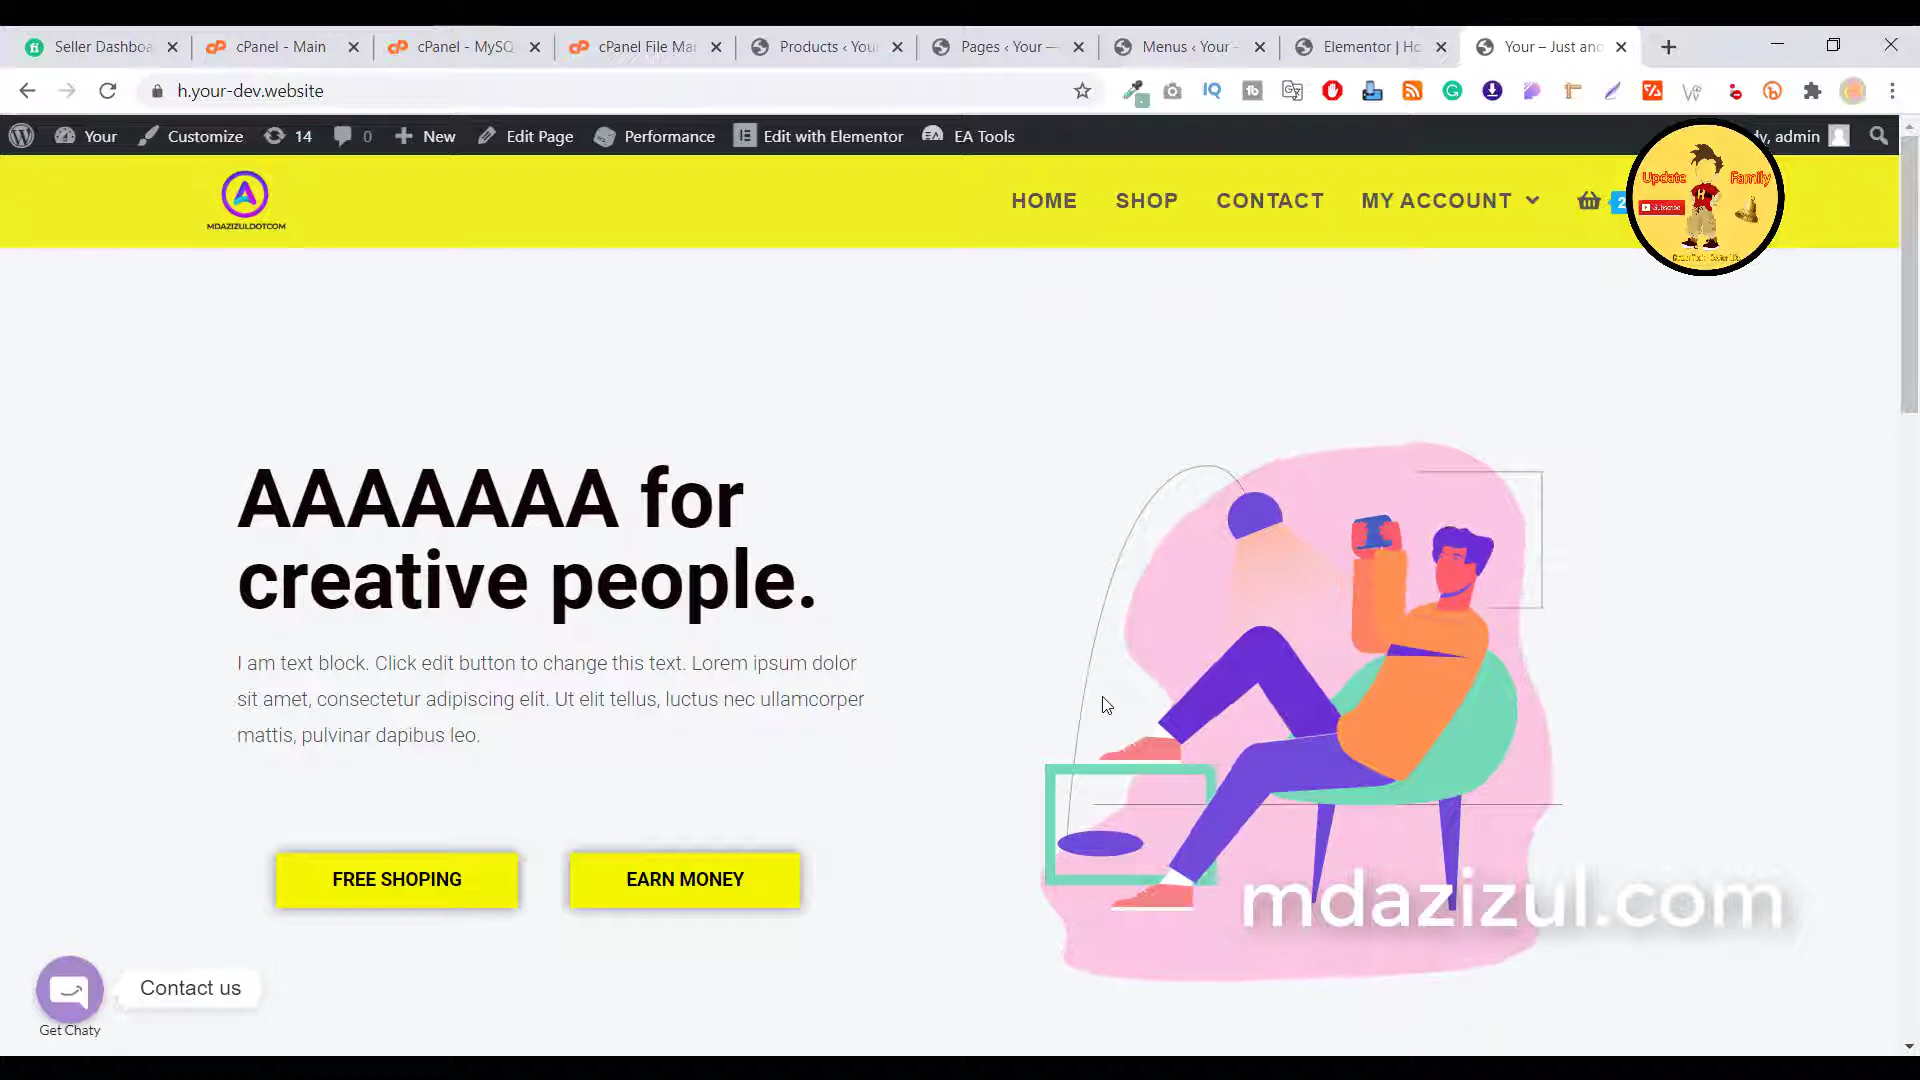 Seller Dashboa
cPanel - Main
cPanel - MySQ
cPanel File Ma
Products ‹ You
Pages ‹ Your —
Menus ‹ Your -
Elementor | Ho
Your – Just ano
h.your-dev.website
Your
Customize
14
0
New
Edit Page
Performance
Edit with Elementor
EA Tools
dy, admin
MDAZIZULDOTCOM
HOME
SHOP
CONTACT
MY ACCOUNT
2
Update Family
Subscribe
AAAAAAA for
creative people.
I am text block. Click edit button to change this text. Lorem ipsum dolor
sit amet, consectetur adipiscing elit. Ut elit tellus, luctus nec ullamcorper
mattis, pulvinar dapibus leo.
FREE SHOPING
EARN MONEY
mdazizul.com
Contact us
Get Chaty